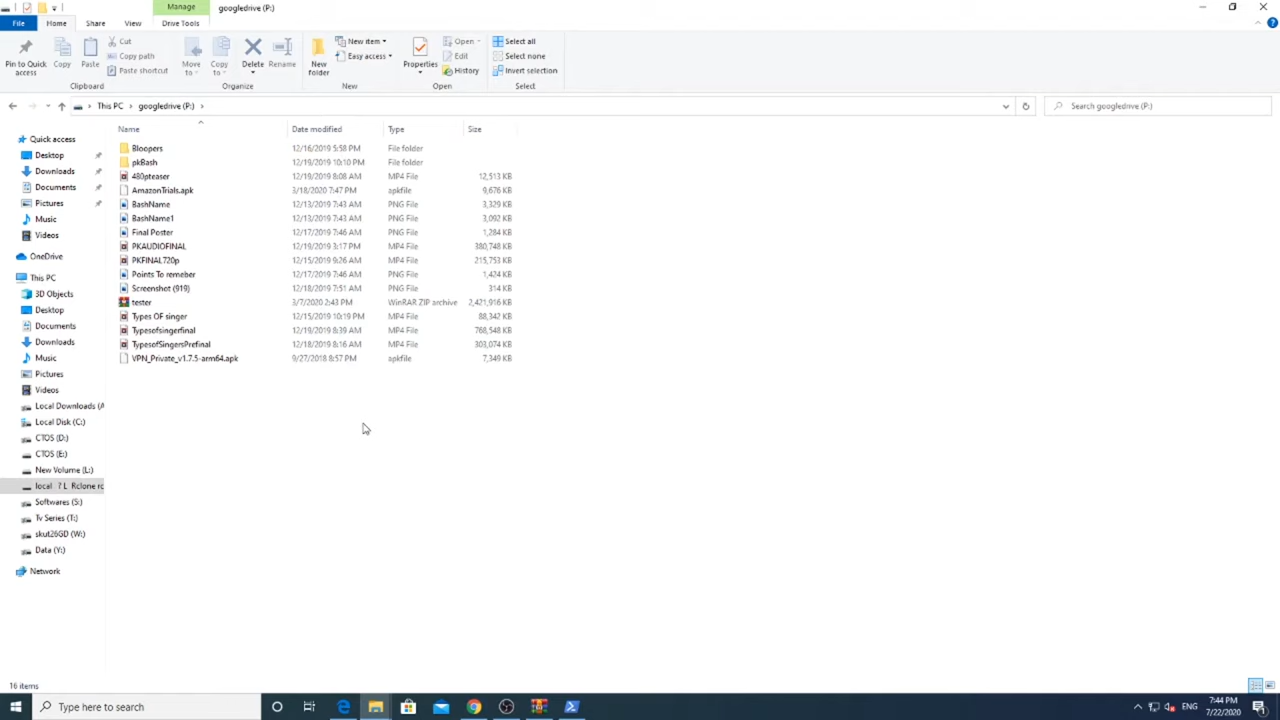 Manage
googledrive (P:)
File
Home
Share
View
Drive Tools
Pin to Quick access
Copy
Paste
Cut
Copy path
Paste shortcut
Clipboard
Move to
Copy to
Delete
Rename
Organize
New folder
New item
Easy access
New
Properties
Open
Edit
History
Open
Select all
Select none
Invert selection
Select
This PC > googledrive (P:) >
Search googledrive (P:)
Name Date modified Type Size
Bloopers 12/16/2019 5:58 PM File folder
pkBash 12/19/2019 10:10 PM File folder
480pteaser 12/19/2019 8:08 AM MP4 File 12,513 KB
AmazonTrials.apk 3/18/2020 7:47 PM apkfile 9,676 KB
BashName 12/13/2019 7:43 AM PNG File 3,329 KB
BashName1 12/13/2019 7:43 AM PNG File 3,092 KB
Final Poster 12/17/2019 7:46 AM PNG File 1,284 KB
PKAUDIOFINAL 12/19/2019 3:17 PM MP4 File 380,748 KB
PKFINAL720p 12/15/2019 9:26 AM MP4 File 215,753 KB
Points To remeber 12/17/2019 7:46 AM PNG File 1,424 KB
Screenshot (919) 12/18/2019 7:51 AM PNG File 314 KB
tester 3/7/2020 2:43 PM WinRAR ZIP archive 2,421,916 KB
Types OF singer 12/15/2019 10:19 PM MP4 File 88,342 KB
Typesofsingerfinal 12/19/2019 8:39 AM MP4 File 768,548 KB
TypesofSingersPrefinal 12/18/2019 8:16 AM MP4 File 303,074 KB
VPN_Private_v1.7.5-arm64.apk 9/27/2018 8:57 PM apkfile 7,349 KB
Quick access
Desktop
Downloads
Documents
Pictures
Music
Videos
OneDrive
This PC
3D Objects
Desktop
Documents
Downloads
Music
Pictures
Videos
Local Downloads (A
Local Disk (C:)
CTOS (D:)
CTOS (E:)
New Volume (L:)
local ? L Rclone rc
Softwares (S:)
Tv Series (T:)
skut26GD (W:)
Data (Y:)
Network
16 items
Type here to search
ENG
7:44 PM
7/22/2020
1